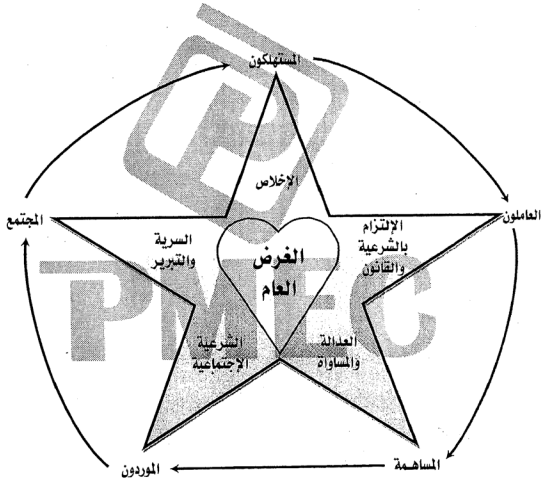 المستهلكون
الإخلاص
العاملون
الإلتزام
بالشرعية
والقانون
المجتمع
السرية
والتبرير
الغرض
العام
العدالة
والمساواة
الشرعية
الإجتماعية
المساهمة
الموردون
PMEC